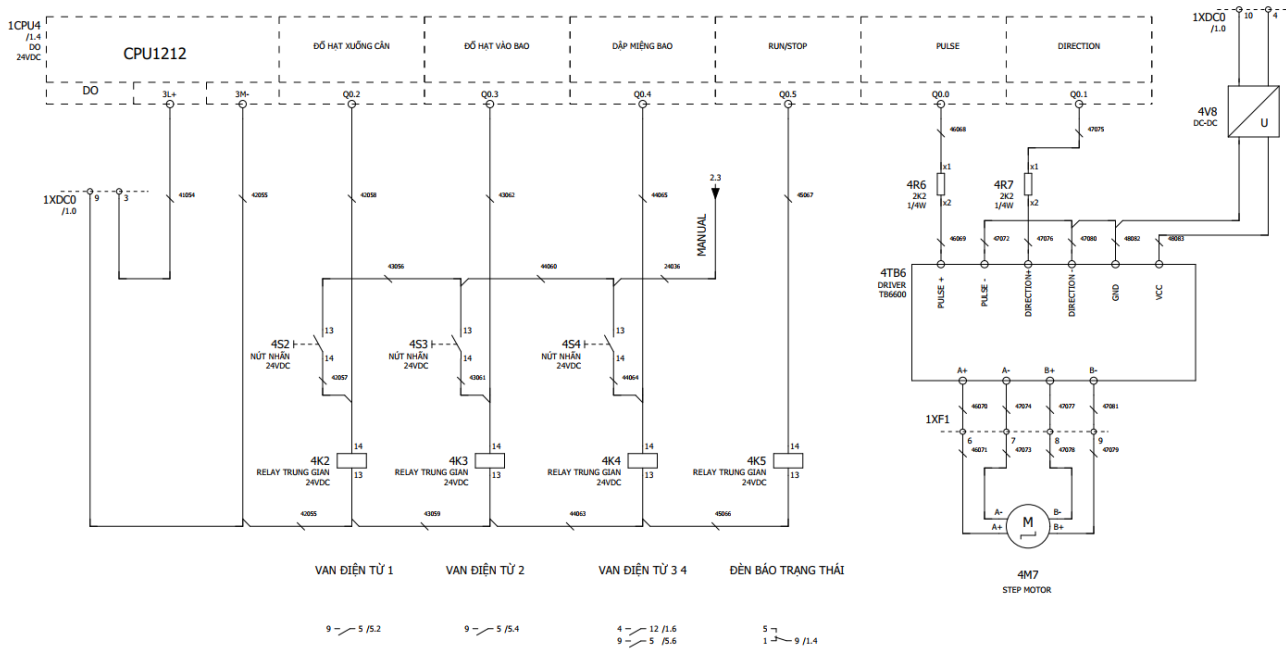 1CPU4
/1.4
DO
24VDC
CPU1212
ĐỔ HẠT XUỐNG CÂN
ĐỔ HẠT VÀO BAO
DẬP MIỆNG BAO
RUN/STOP
PULSE
DIRECTION
DO
3L+
3M-
Q0.2
Q0.3
Q0.4
Q0.5
Q0.0
Q0.1
1XDC0
/1.0
10
4
4V8
DC-DC
U
1XDC0
/1.0
9
3
41054
42055
42058
43062
44065
45067
46068
47075
2.3
MANUAL
4R6
2K2
1/4W
x1
x2
4R7
2K2
1/4W
x1
x2
46069
47072
47076
47080
48082
48083
43056
44060
24036
4TB6
DRIVER
TB6600
PULSE +
PULSE -
DIRECTION+
DIRECTION -
GND
VCC
4S2
NÚT NHẤN
24VDC
13
14
4S3
NÚT NHẤN
24VDC
13
14
4S4
NÚT NHẤN
24VDC
13
14
42057
43061
44064
A+
A-
B+
B-
46070
47074
47077
47081
1XF1
6
7
8
9
46071
47073
47078
47079
4K2
RELAY TRUNG GIAN
24VDC
14
13
4K3
RELAY TRUNG GIAN
24VDC
14
13
4K4
RELAY TRUNG GIAN
24VDC
14
13
4K5
RELAY TRUNG GIAN
24VDC
14
13
42055
43059
44063
45066
A-
A+
M
B-
B+
4M7
STEP MOTOR
VAN ĐIỆN TỪ 1
VAN ĐIỆN TỪ 2
VAN ĐIỆN TỪ 3 4
ĐÈN BÁO TRẠNG THÁI
9 5 /5.2
9 5 /5.4
4 12 /1.6
9 5 /5.6
5
1 9 /1.4